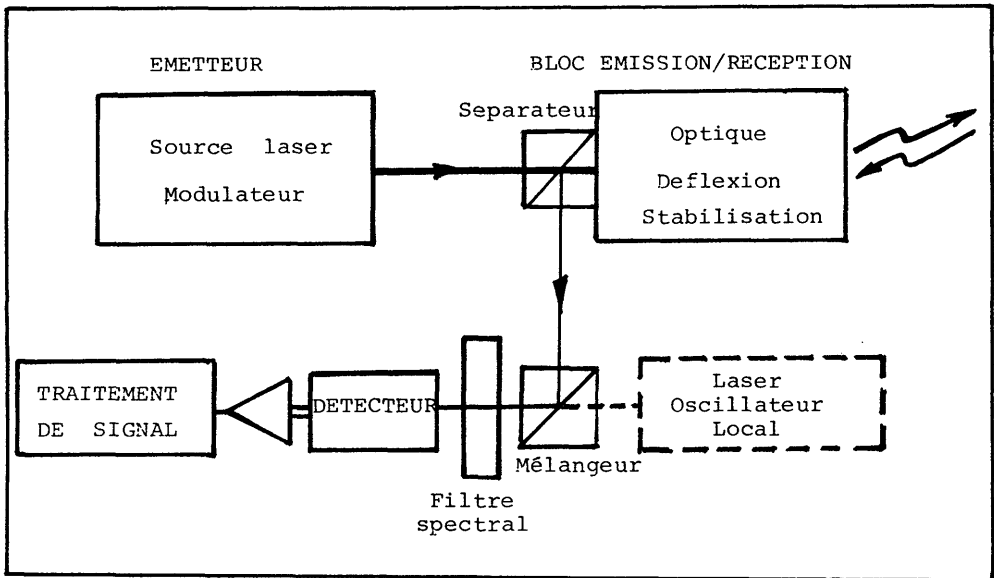 EMETTEUR
BLOC EMISSION/RECEPTION
Source laser
Modulateur
Séparateur
Optique
Deflexion
Stabilisation
TRAITEMENT
DE SIGNAL
DETECTEUR
Filtre
spectral
Mélangeur
Laser
Oscillateur
Local